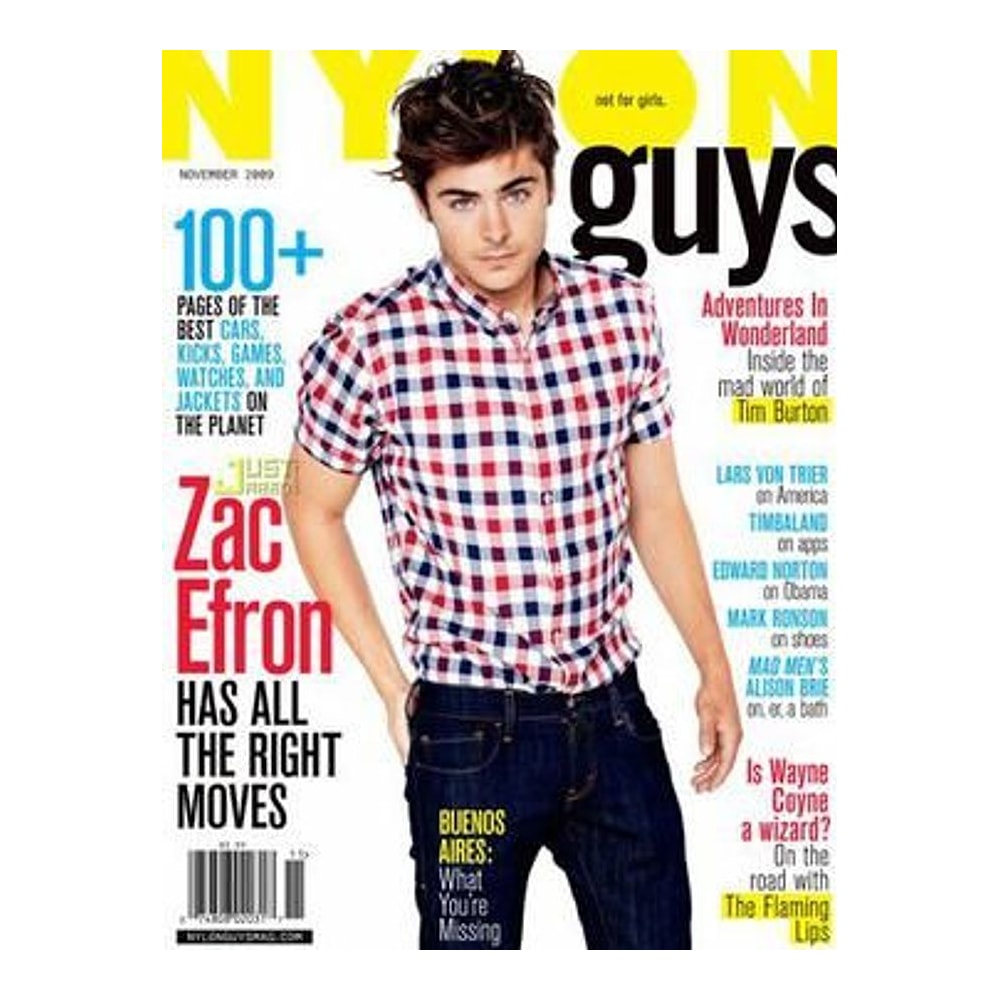 NYLON
not for girls.
guys
NOVEMBER 2009
100+
PAGES OF THE
BEST CARS,
KICKS, GAMES,
WATCHES, AND
JACKETS ON
THE PLANET
JUST
Zac
Efron
HAS ALL
THE RIGHT
MOVES
NYLONGUYSMAG.COM
BUENOS
AIRES:
What
You're
Missing
Adventures In
Wonderland
Inside the
mad world of
Tim Burton
LARS VON TRIER
on America
TIMBALAND
on apps
EDWARD NORTON
on Obama
MARK RONSON
on shoes
MAD MEN'S
ALISON BRIE
on, er, a bath
Is Wayne
Coyne
a wizard?
On the
road with
The Flaming
Lips